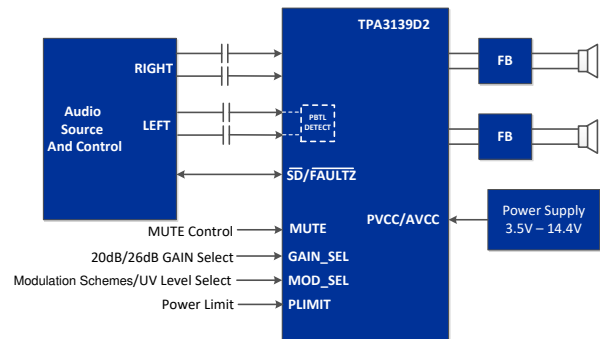 TPA3139D2
RIGHT
FB
Audio
Source
And Control
LEFT
PBTL
DETECT
FB
SD/FAULTZ
MUTE Control
MUTE
PVCC/AVCC
Power Supply
3.5V – 14.4V
20dB/26dB GAIN Select
GAIN_SEL
Modulation Schemes/UV Level Select
MOD_SEL
Power Limit
PLIMIT